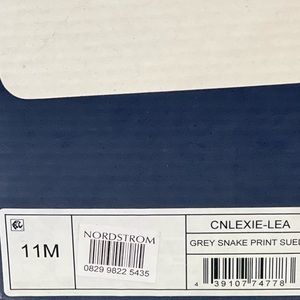 11M
NORDSTROM
0829 9822 5435
CNLEXIE-LEA
GREY SNAKE PRINT SUED
4 39107 74778